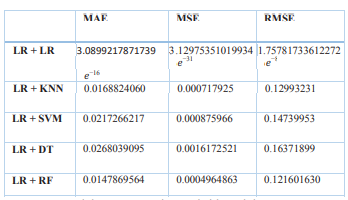 MAE MSE RMSE
LR + LR 3.0899217871739 3.12975351019934 1.75781733612272
e⁻¹⁶ e⁻³¹
LR + KNN 0.0168824060 0.000717925 0.12993231
LR + SVM 0.0217266217 0.000875966 0.14739953
LR + DT 0.0268039095 0.0016172521 0.16371899
LR + RF 0.0147869564 0.0004964863 0.121601630